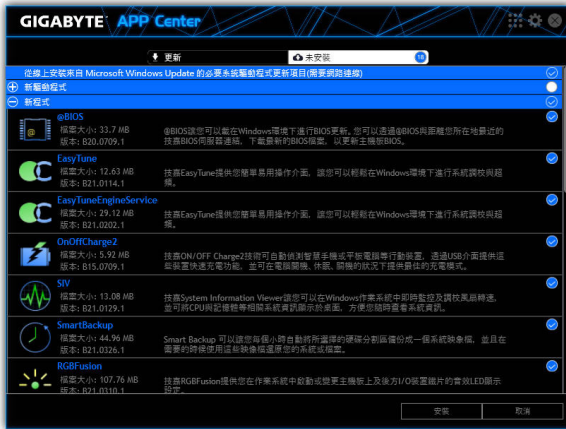 GIGABYTE™ APP Center
更新
未安裝
18
從線上安裝來自 Microsoft Windows Update 的必要系統驅動程式更新項目(需要網路連線)
新驅動程式
新程式
@BIOS
檔案大小: 33.7 MB
版本: B20.0709.1
@BIOS讓您可以載在Windows環境下進行BIOS更新。您可以透過@BIOS與距離您所在地最近的
技嘉BIOS伺服器連結，下載最新的BIOS檔案，以更新主機板BIOS。
EasyTune
檔案大小: 12.63 MB
版本: B21.0114.1
技嘉EasyTune提供您簡單易用操作介面，讓您可以輕鬆在Windows環境下進行系統調校與超
頻。
EasyTuneEngineService
檔案大小: 29.12 MB
版本: B21.0202.1
技嘉EasyTune提供您簡單易用操作介面，讓您可以輕鬆在Windows環境下進行系統調校與超
頻。
OnOffCharge2
檔案大小: 5.92 MB
版本: B15.0709.1
技嘉ON/OFF Charge2技術可自動偵測智慧手機或平板電腦等行動裝置，透過USB介面提供這
些裝置快速充電功能，並可在電腦開機、休眠、關機的狀況下提供最佳的充電模式。
SIV
檔案大小: 13.08 MB
版本: B21.0129.1
技嘉System Information Viewer讓您可以在Windows作業系統中即時監控及調校風扇轉速，
並可將CPU與記憶體等相關系統資訊顯示於桌面，方便您隨時查看系統資訊。
SmartBackup
檔案大小: 44.96 MB
版本: B21.0326.1
Smart Backup 可以讓您每個小時自動將所選擇的硬碟分割區備份成一個系統映象檔，並且在
需要的時候使用這些映像檔還原您的系統或檔案。
RGBFusion
檔案大小: 107.76 MB
版本: B21.0310.1
技嘉RGBFusion提供您在作業系統中啟動或變更主機板上及後方I/O裝置鐵片的音效LED顯示
設定。
安裝
取消